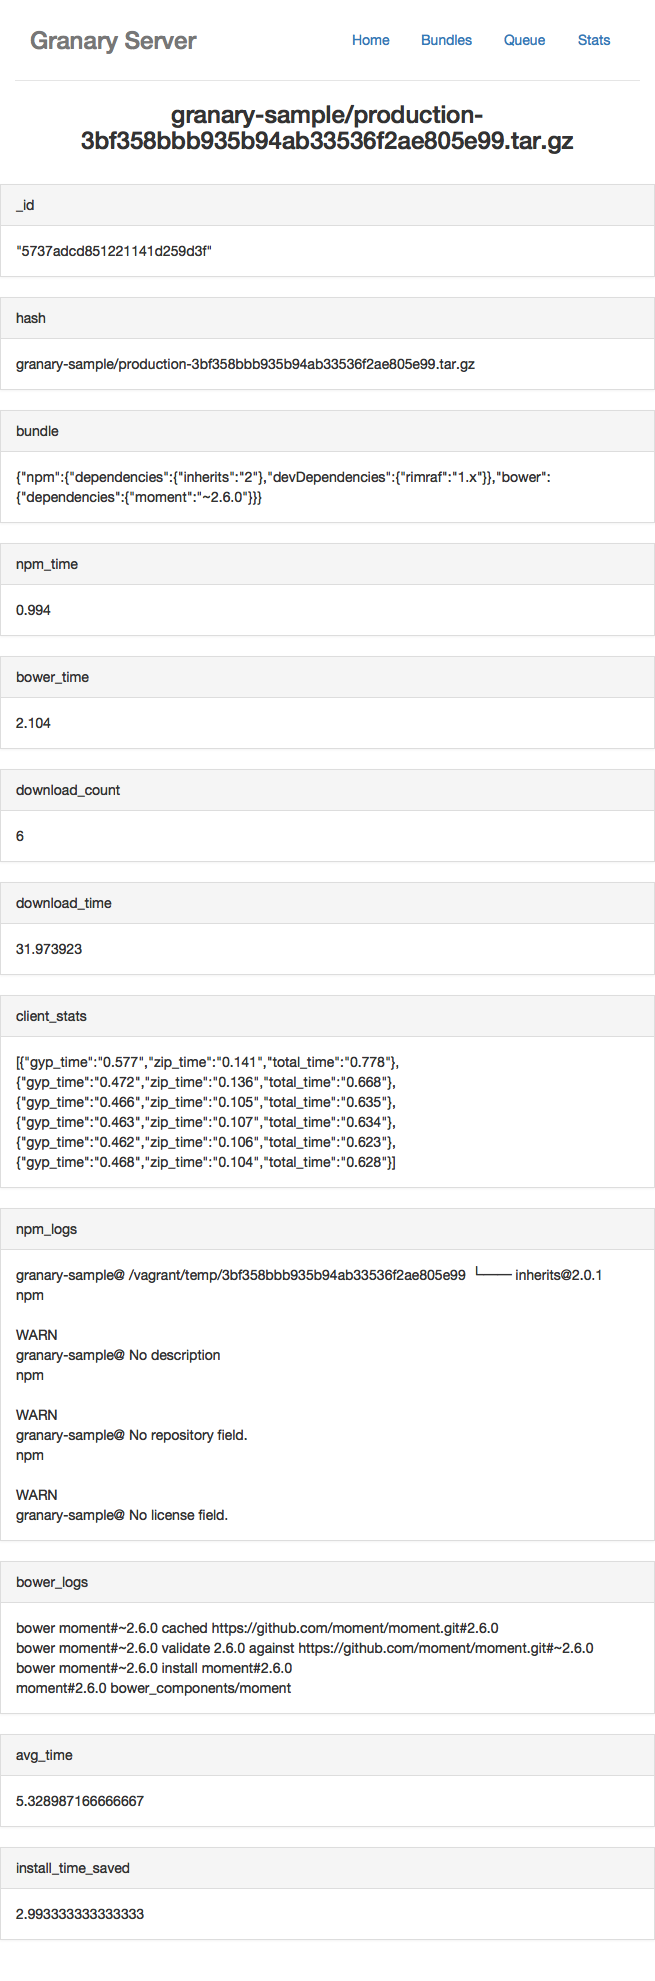 Granary Server
Home Bundles Queue Stats
granary-sample/production-
3bf358bbb935b94ab33536f2ae805e99.tar.gz
_id
"5737adcd851221141d259d3f"
hash
granary-sample/production-3bf358bbb935b94ab33536f2ae805e99.tar.gz
bundle
{"npm":{"dependencies":{"inherits":"2"},"devDependencies":{"rimraf":"1.x"}},"bower":
{"dependencies":{"moment":"~2.6.0"}}}
npm_time
0.994
bower_time
2.104
download_count
6
download_time
31.973923
client_stats
[{"gyp_time":"0.577","zip_time":"0.141","total_time":"0.778"},
{"gyp_time":"0.472","zip_time":"0.136","total_time":"0.668"},
{"gyp_time":"0.466","zip_time":"0.105","total_time":"0.635"},
{"gyp_time":"0.463","zip_time":"0.107","total_time":"0.634"},
{"gyp_time":"0.462","zip_time":"0.106","total_time":"0.623"},
{"gyp_time":"0.468","zip_time":"0.104","total_time":"0.628"}]
npm_logs
granary-sample@ /vagrant/temp/3bf358bbb935b94ab33536f2ae805e99 └── inherits@2.0.1
npm
WARN
granary-sample@ No description
npm
WARN
granary-sample@ No repository field.
npm
WARN
granary-sample@ No license field.
bower_logs
bower moment#~2.6.0 cached https://github.com/moment/moment.git#2.6.0
bower moment#~2.6.0 validate 2.6.0 against https://github.com/moment/moment.git#~2.6.0
bower moment#~2.6.0 install moment#2.6.0
moment#2.6.0 bower_components/moment
avg_time
5.328987166666667
install_time_saved
2.993333333333333